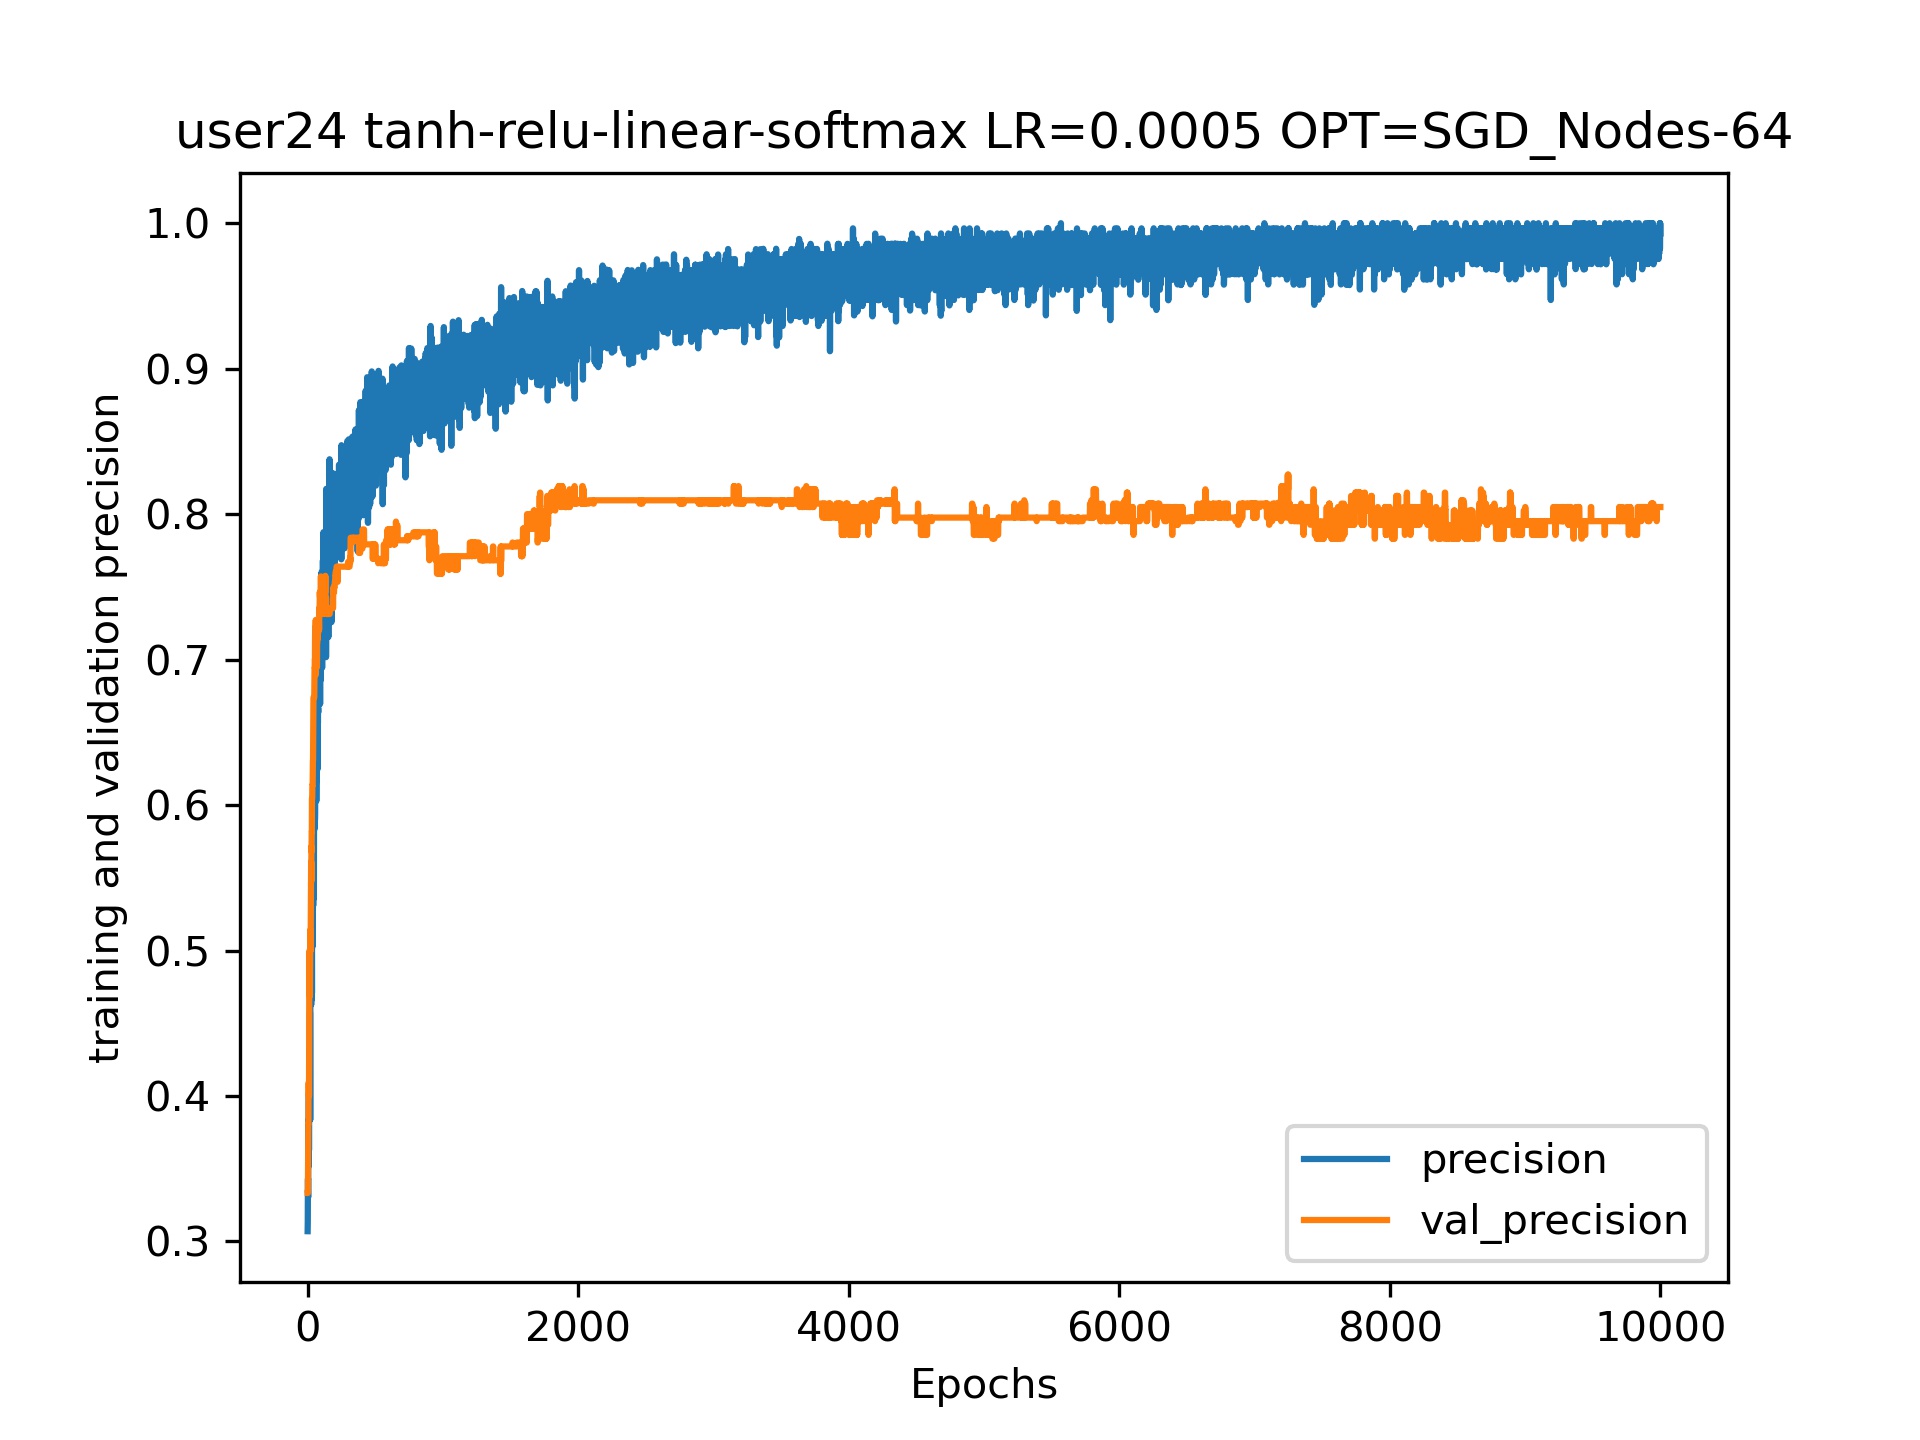 user24 tanh-relu-linear-softmax LR=0.0005 OPT=SGD_Nodes-64
training and validation precision
1.0
0.9
0.8
0.7
0.6
0.5
0.4
0.3
precision
val_precision
0 2000 4000 6000 8000 10000
Epochs